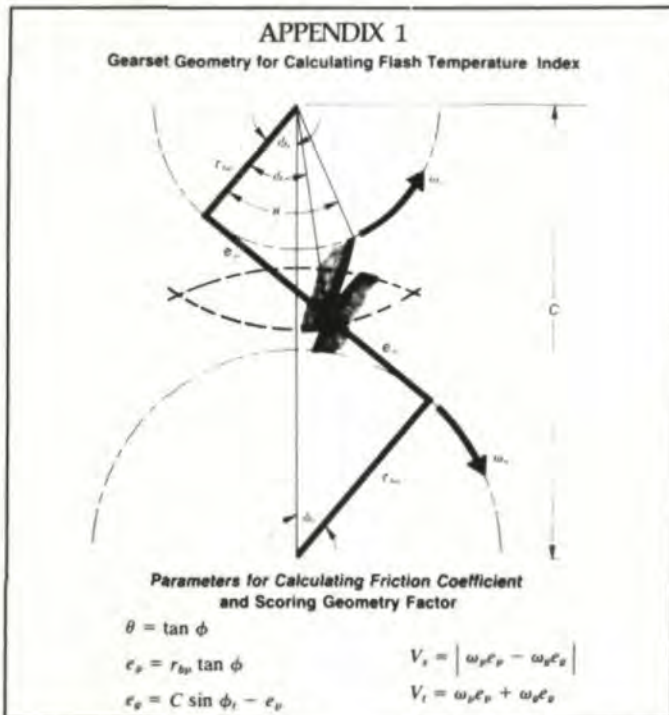 APPENDIX 1
Gearset Geometry for Calculating Flash Temperature Index
C
Parameters for Calculating Friction Coefficient
and Scoring Geometry Factor
θ = tan φ
e_p = r_bp tan φ
V_s = | ω_p e_p − ω_g e_g |
e_g = C sin φ_t − e_p
V_t = ω_p e_p + ω_g e_g